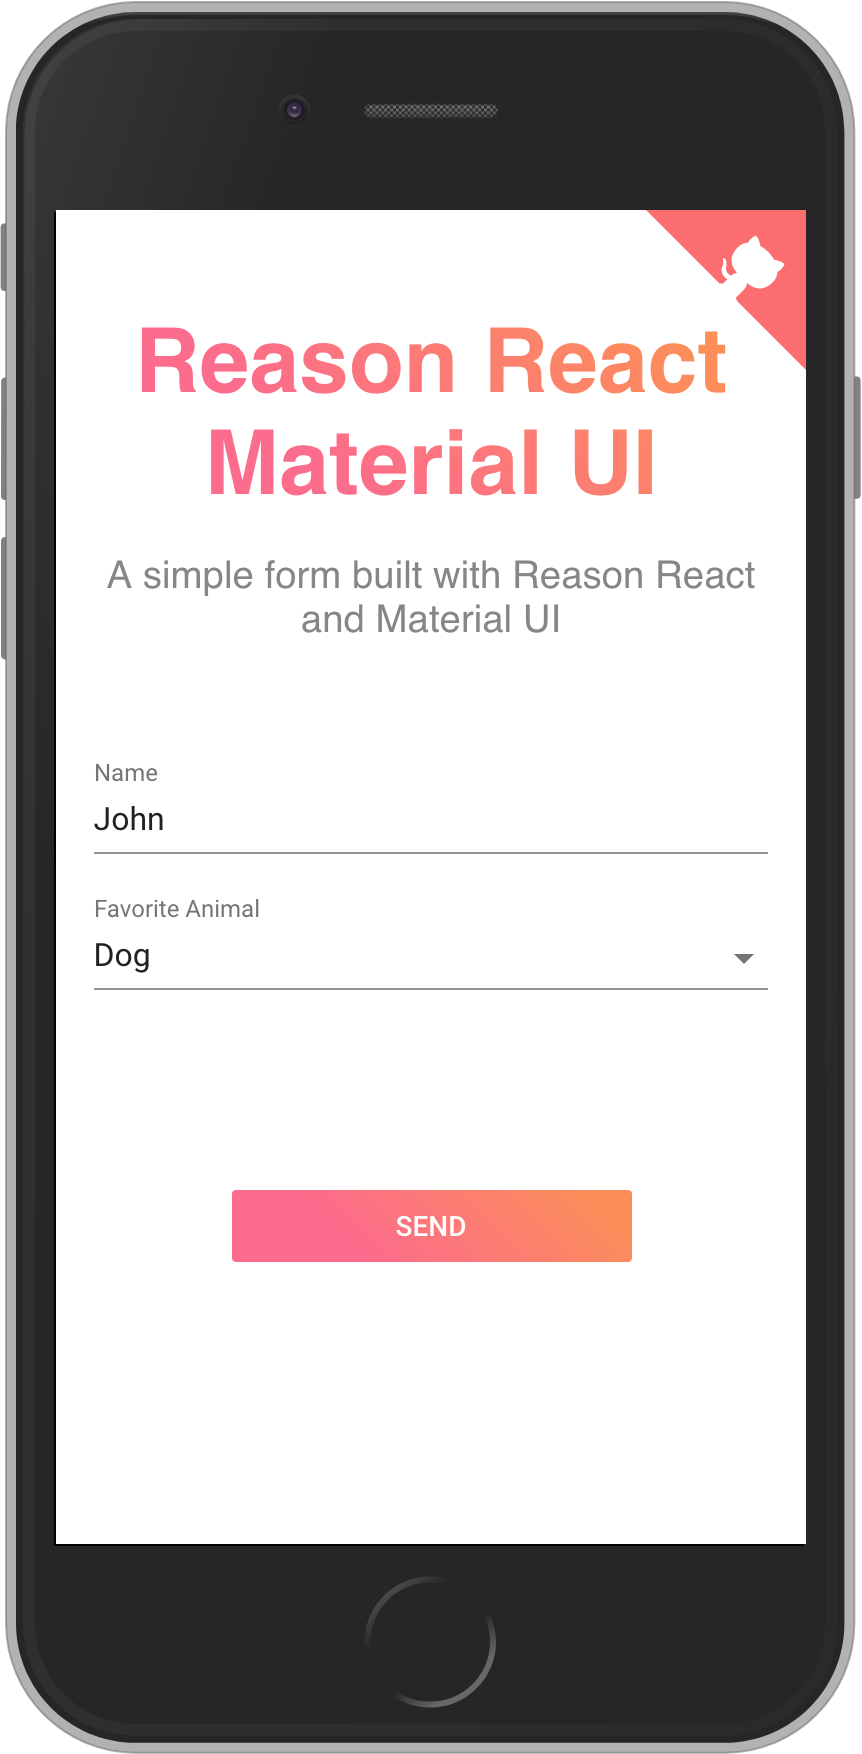 Reason React
Material UI
A simple form built with Reason React
and Material UI
Name
John
Favorite Animal
Dog
SEND